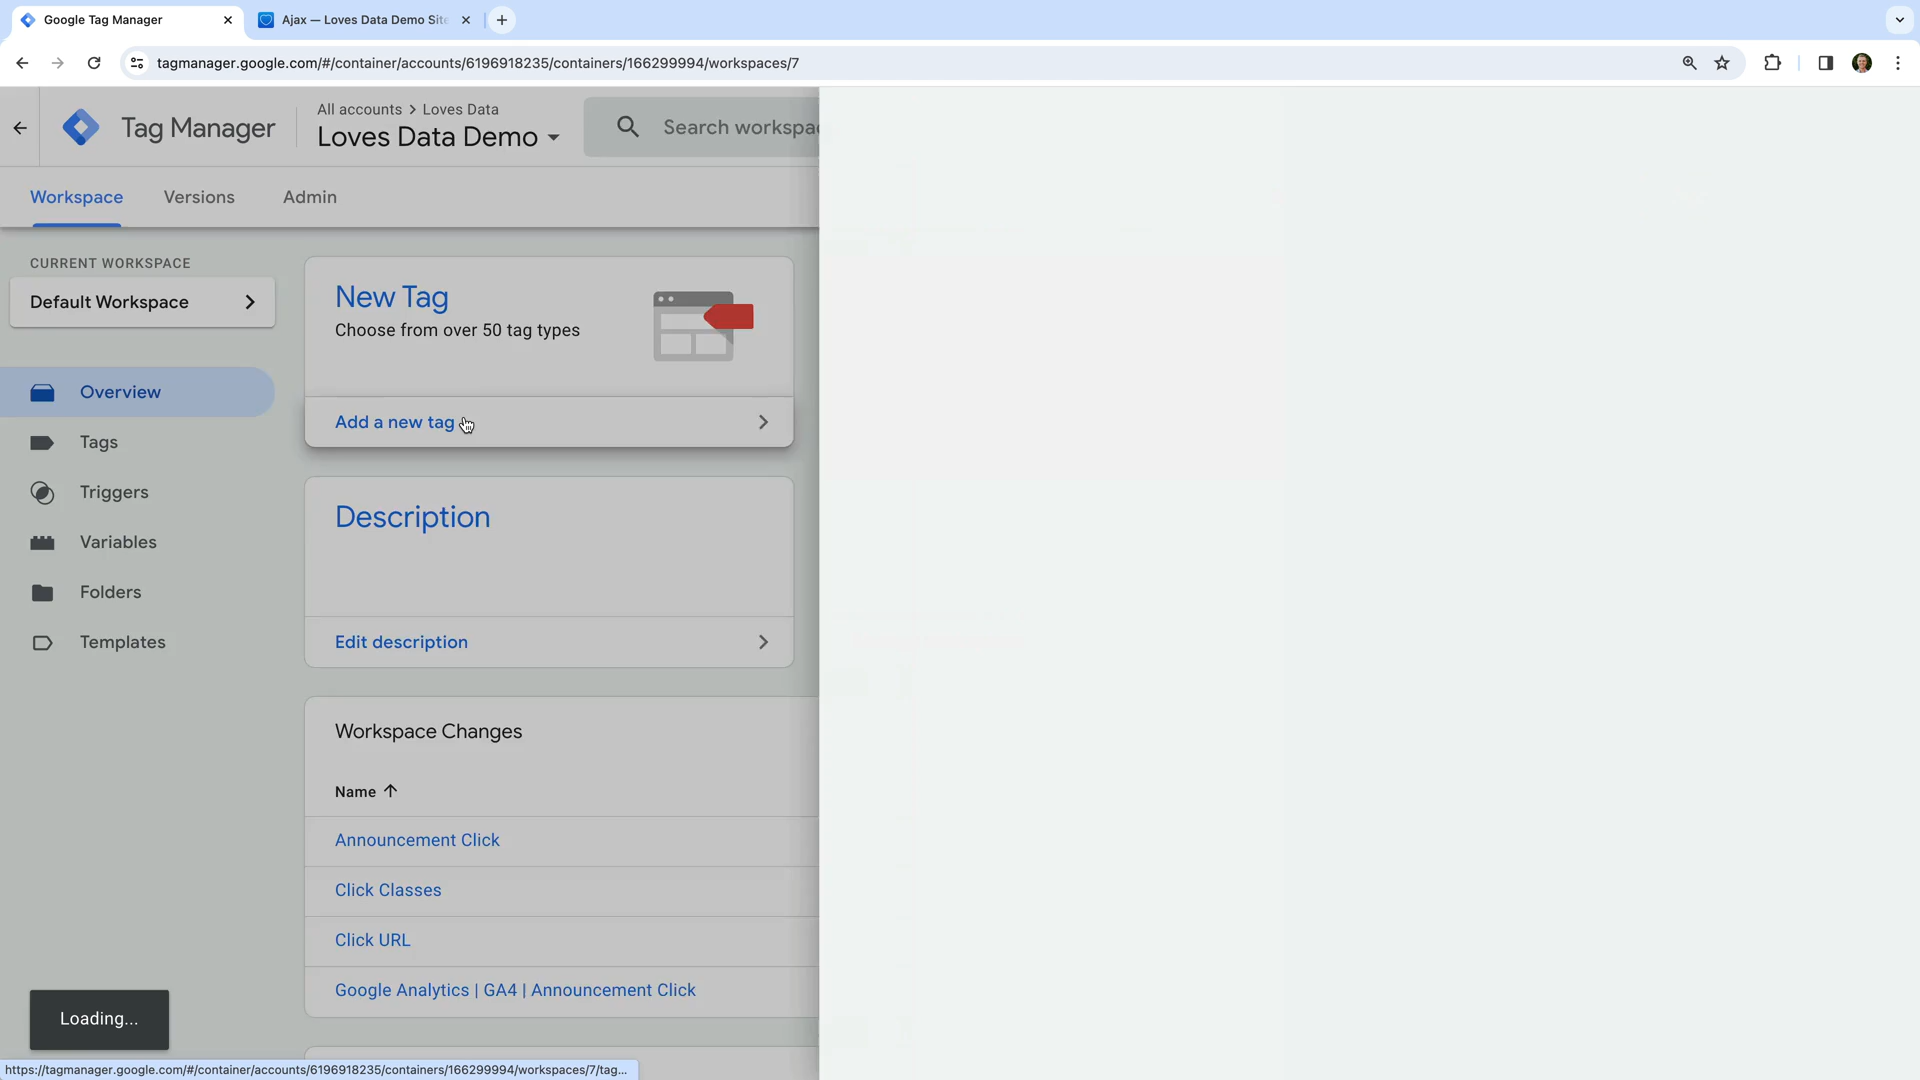 Google Tag Manager
Ajax — Loves Data Demo Site
tagmanager.google.com/#/container/accounts/6196918235/containers/166299994/workspaces/7
Tag Manager
All accounts > Loves Data
Loves Data Demo
Search workspac
Workspace
Versions
Admin
CURRENT WORKSPACE
Default Workspace
Overview
Tags
Triggers
Variables
Folders
Templates
New Tag
Choose from over 50 tag types
Add a new tag
Description
Edit description
Workspace Changes
Name
Announcement Click
Click Classes
Click URL
Google Analytics | GA4 | Announcement Click
Loading...
https://tagmanager.google.com/#/container/accounts/6196918235/containers/166299994/workspaces/7/tag...